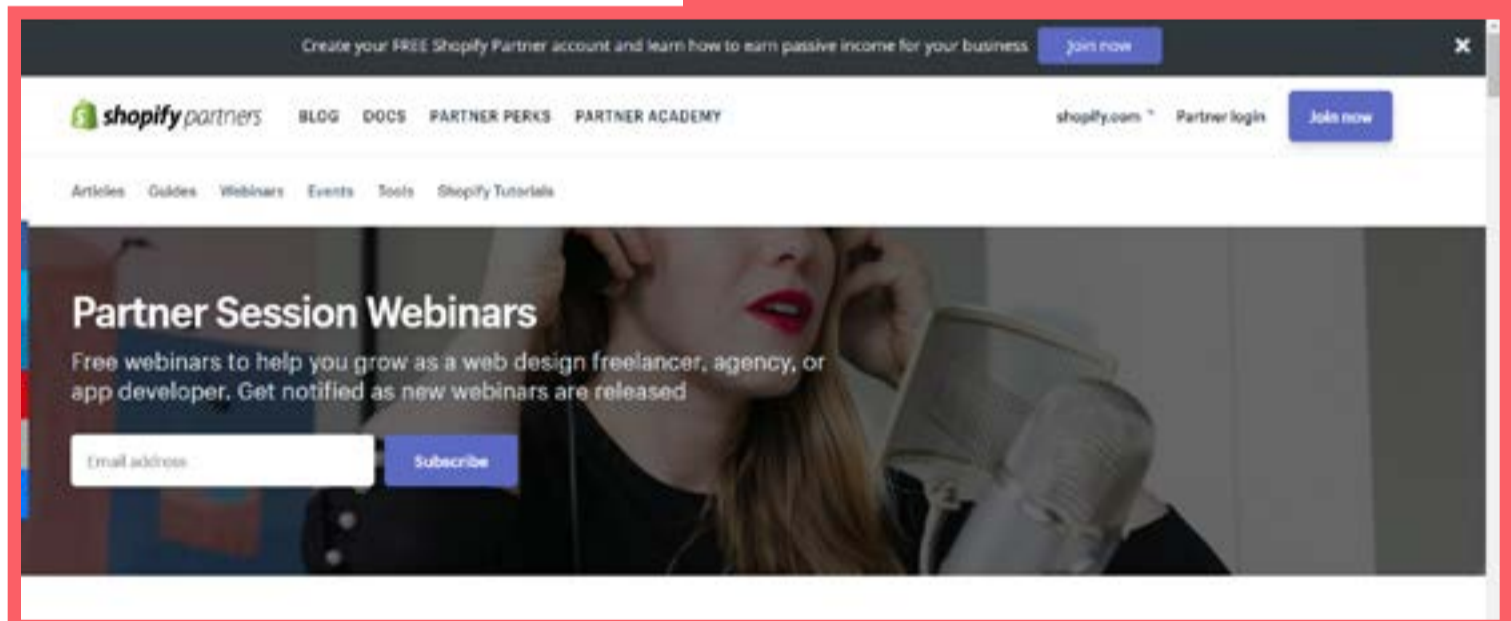 Create your FREE Shopify Partner account and learn how to earn passive income for your business Join now
shopify partners BLOG DOCS PARTNER PERKS PARTNER ACADEMY shopify.com Partner login Join now
Articles Guides Webinars Events Tools Shopify Tutorials
Partner Session Webinars
Free webinars to help you grow as a web design freelancer, agency, or
app developer. Get notified as new webinars are released
Email address Subscribe